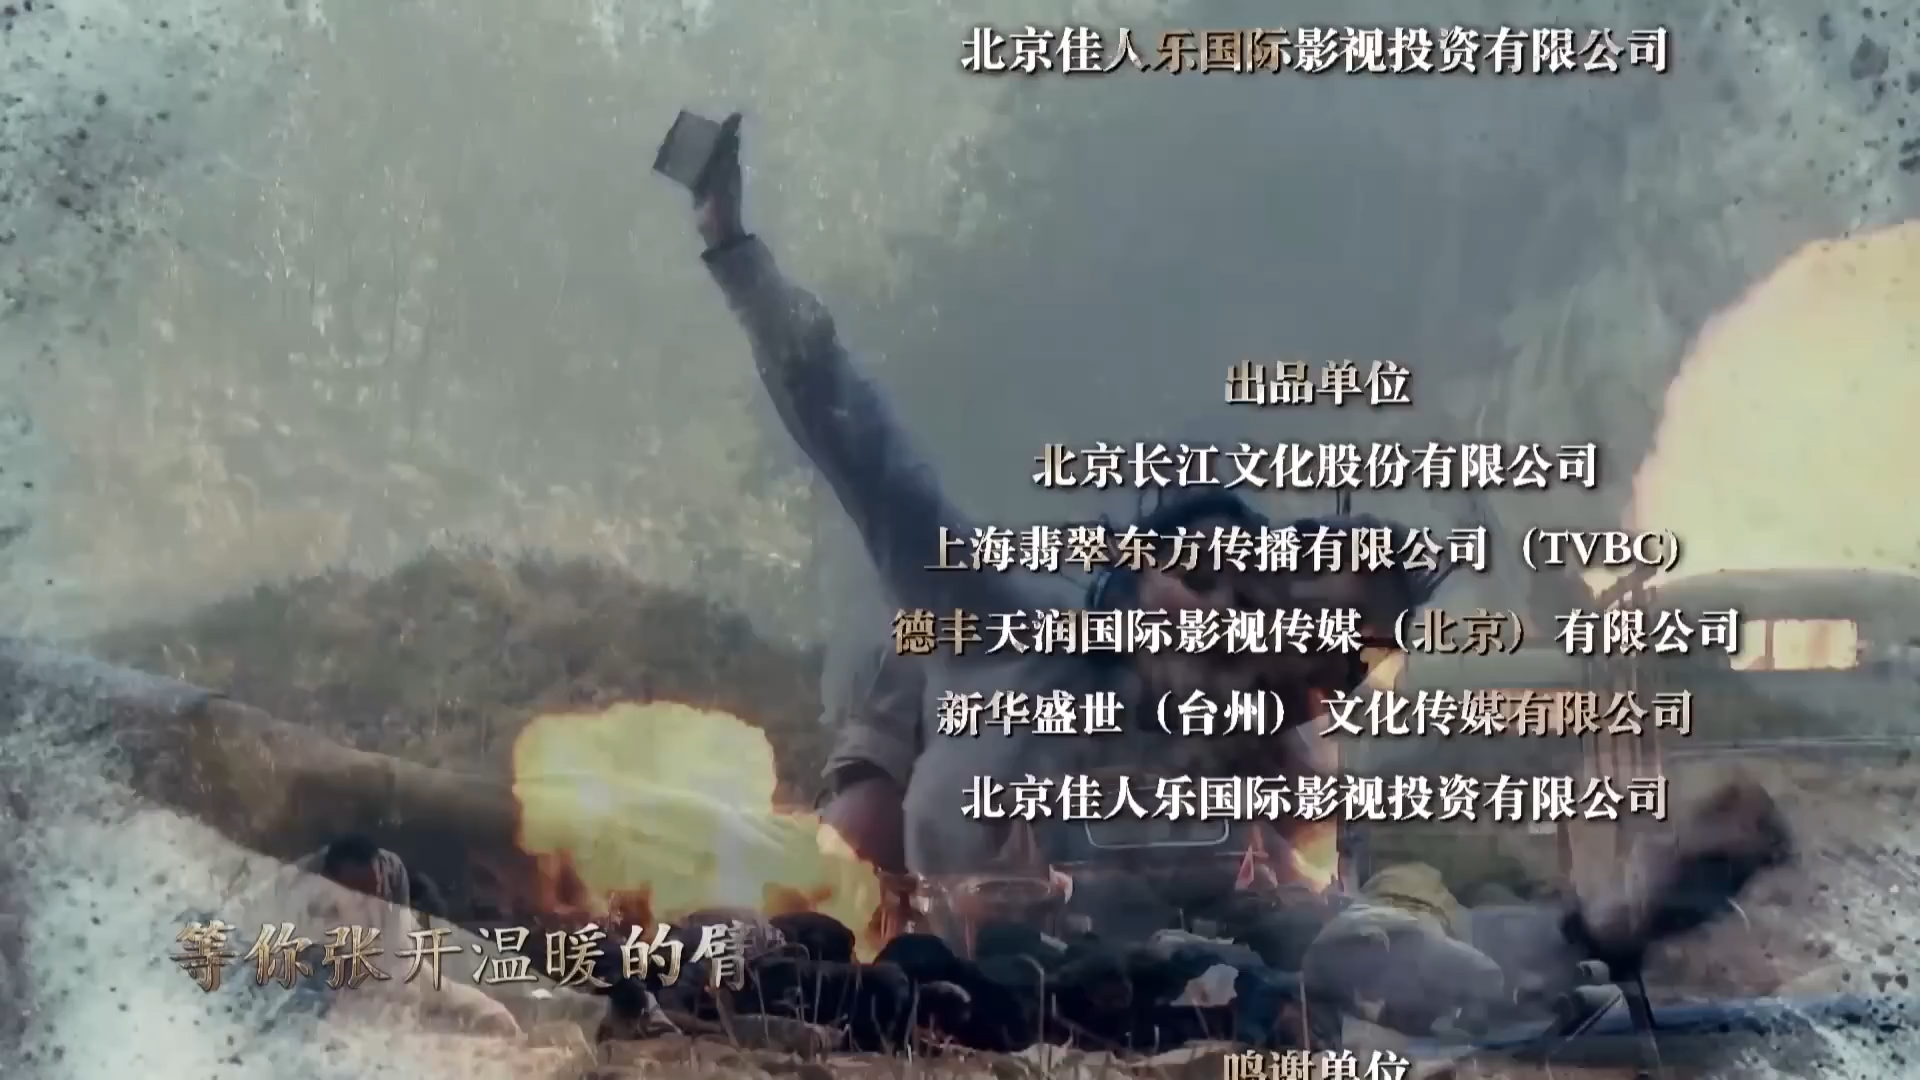 北京佳人乐国际影视投资有限公司
出品单位
北京长江文化股份有限公司
上海翡翠东方传播有限公司（TVBC）
德丰天润国际影视传媒（北京）有限公司
新华盛世（台州）文化传媒有限公司
北京佳人乐国际影视投资有限公司
等你张开温暖的臂
鸣谢单位